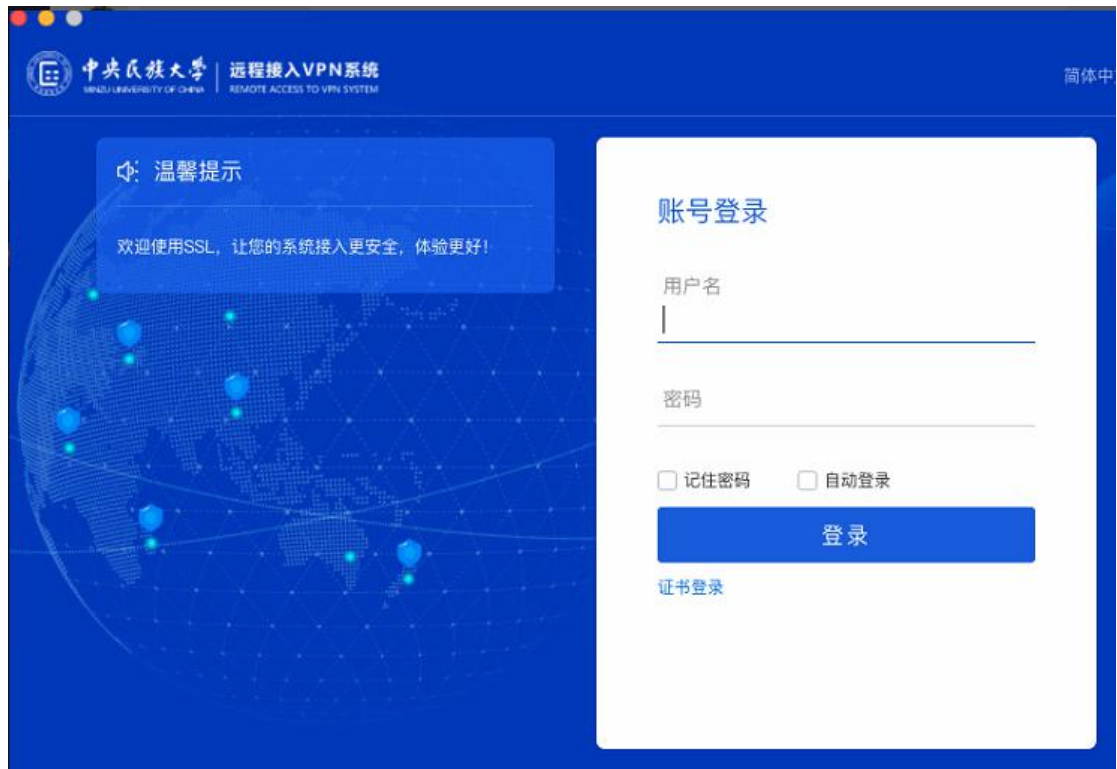 中央民族大学
MINZU UNIVERSITY OF CHINA
远程接入VPN系统
REMOTE ACCESS TO VPN SYSTEM
简体中
温馨提示
欢迎使用SSL，让您的系统接入更安全，体验更好！
账号登录
用户名
密码
记住密码 自动登录
登录
证书登录